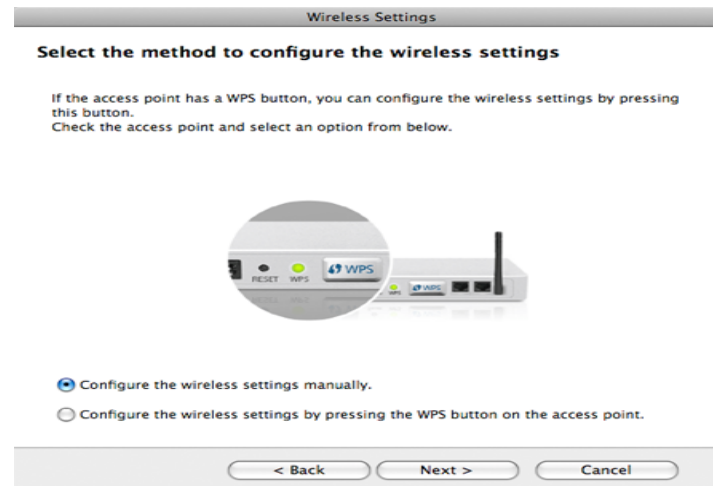 Wireless Settings
Select the method to configure the wireless settings
If the access point has a WPS button, you can configure the wireless settings by pressing
this button.
Check the access point and select an option from below.
RESET WPS WPS
WPS WPS
Configure the wireless settings manually.
Configure the wireless settings by pressing the WPS button on the access point.
< Back Next > Cancel